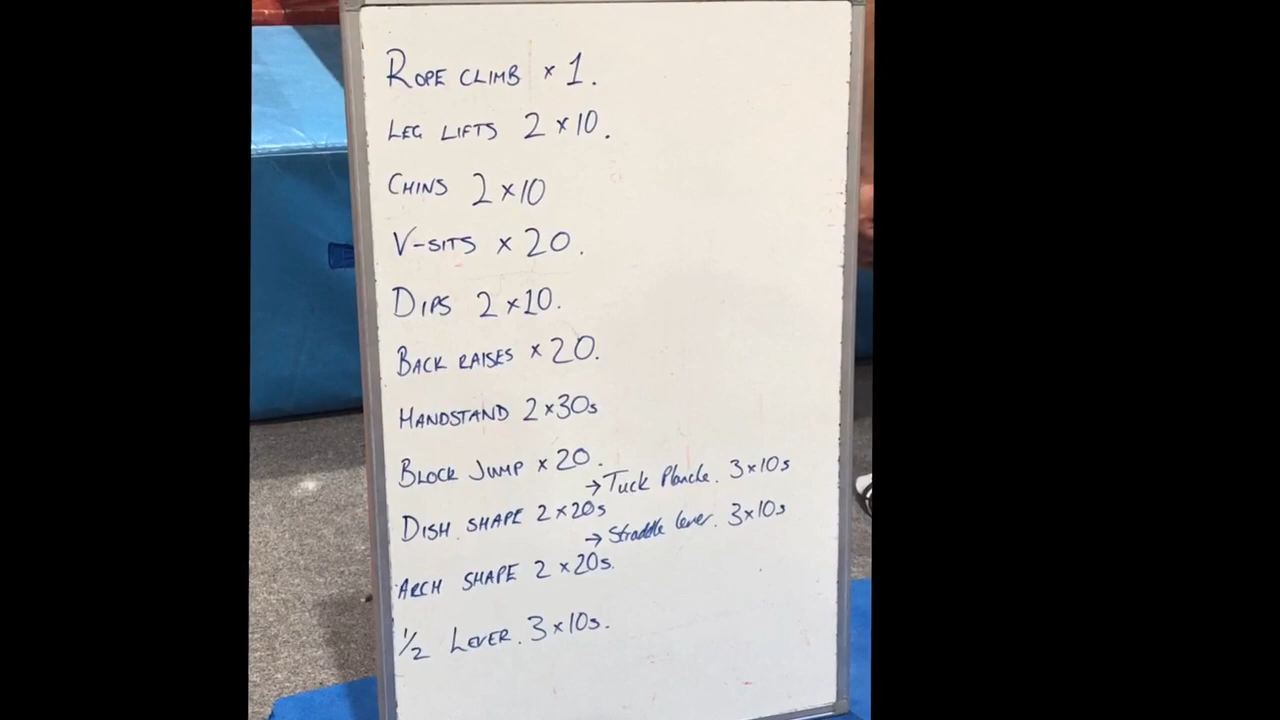 ROPE CLIMB × 1.
LEG LIFTS 2 × 10.
CHINS 2 × 10
V-SITS × 20.
DIPS 2 × 10.
BACK RAISES × 20.
HANDSTAND 2 × 30s
BLOCK JUMP × 20.
→ Tuck Planche. 3 × 10s
DISH SHAPE 2 × 20s
→ Straddle lever. 3 × 10s
ARCH SHAPE 2 × 20s.
1/2 LEVER. 3 × 10s.